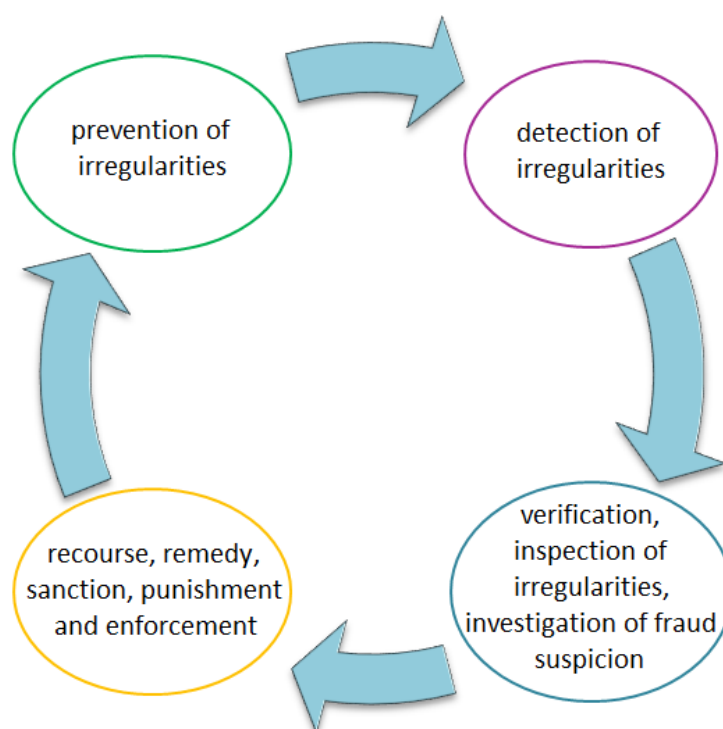 prevention of
irregularities
detection of
irregularities
verification,
inspection of
irregularities,
investigation of fraud
suspicion
recourse, remedy,
sanction, punishment
and enforcement